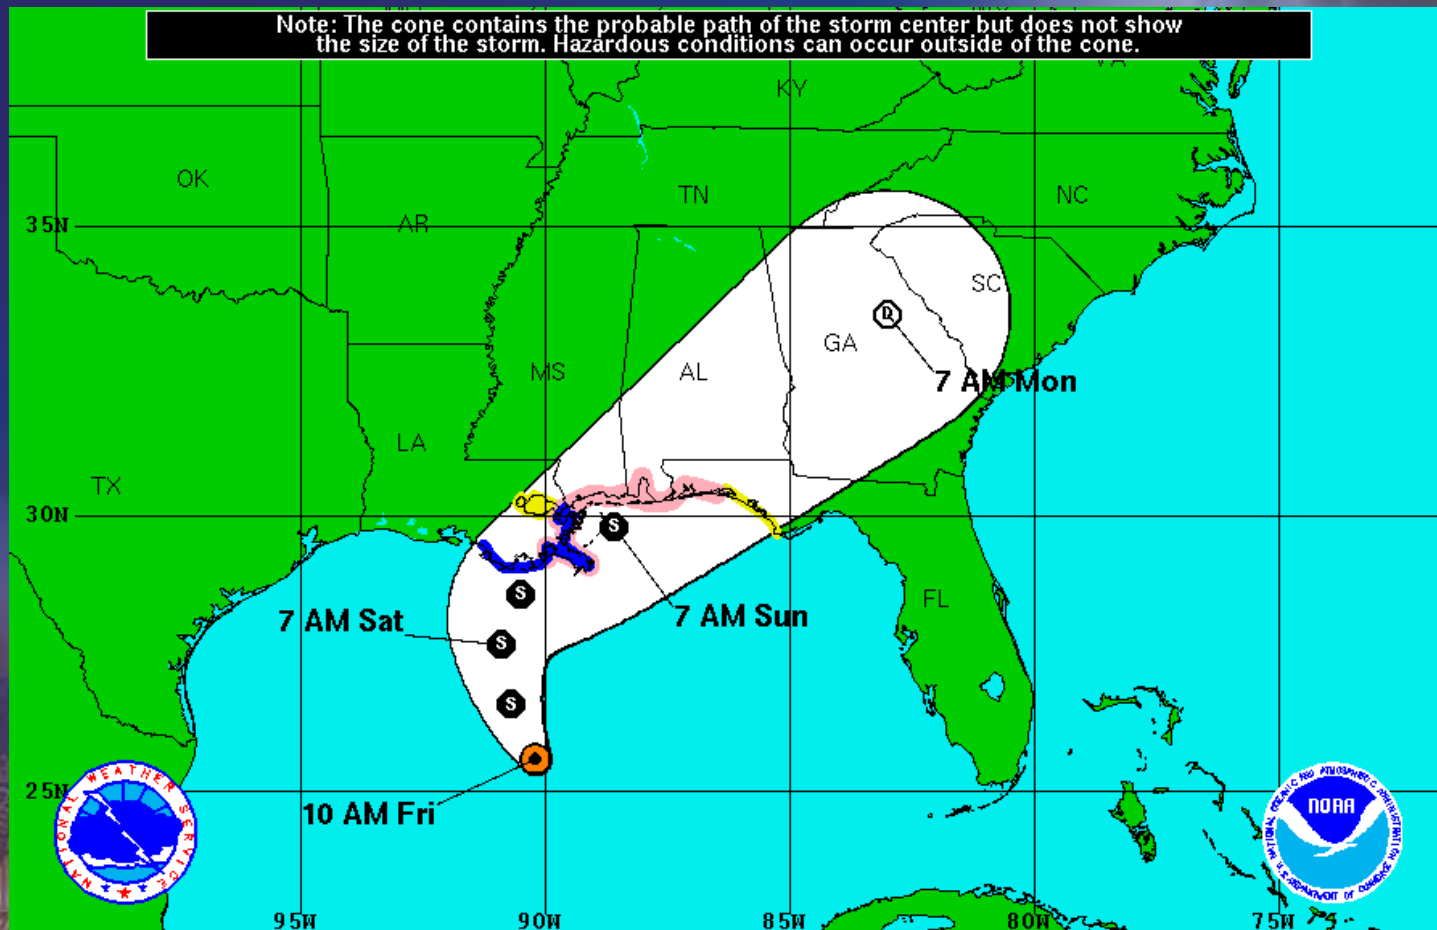 Note: The cone contains the probable path of the storm center but does not show
the size of the storm. Hazardous conditions can occur outside of the cone.
KY
OK
TN
NC
35N
AR
SC
D
GA
MS
AL
7 AM Mon
LA
TX
30N
S
S
FL
7 AM Sat
7 AM Sun
S
S
NATIONAL WEATHER SERVICE
25N
10 AM Fri
NOAA
95W
90W
85W
80W
75W